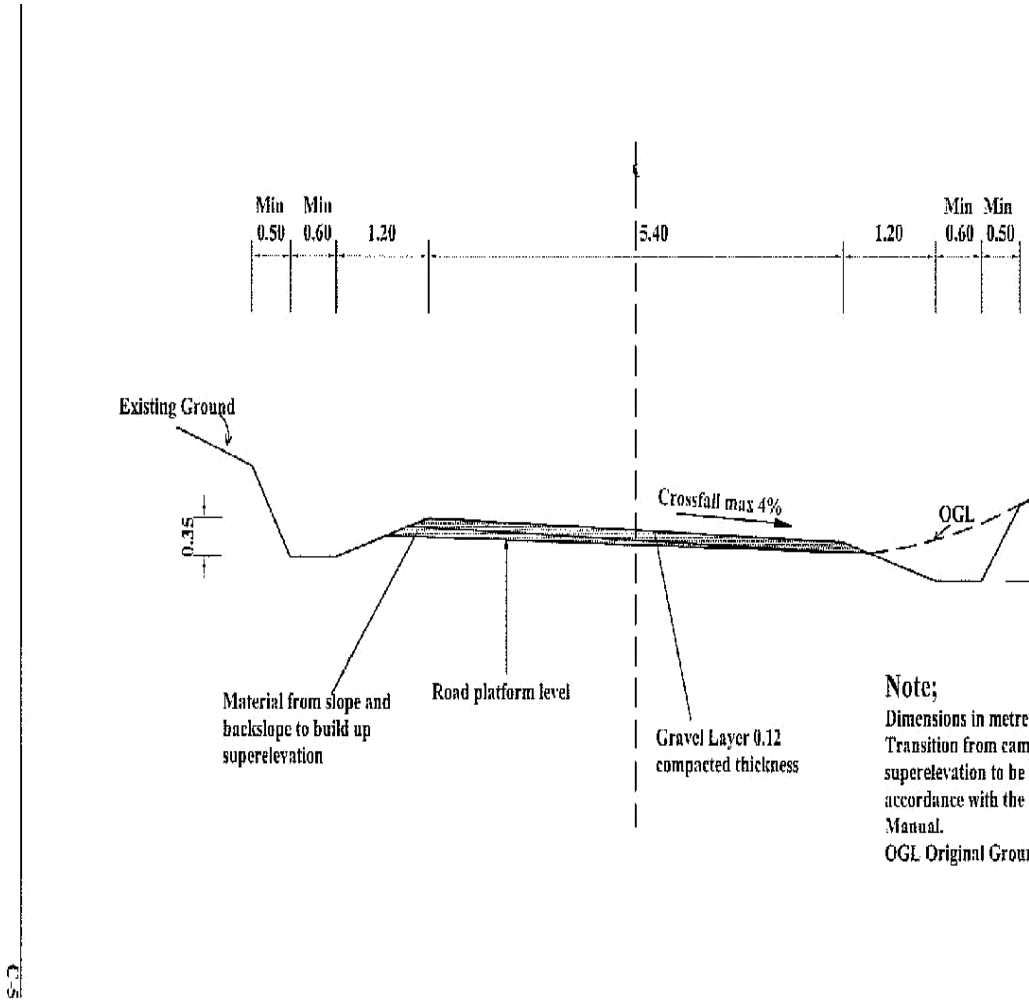 Min Min Min Min
0.50 0.60 1.20 5.40 1.20 0.60 0.50
Existing Ground
0.35
Crossfall max 4%
OGL
Material from slope and
backslope to build up
superelevation
Road platform level
Gravel Layer 0.12
compacted thickness
Note;
Dimensions in metre
Transition from cam
superelevation to be
accordance with the
Manual.
OGL Original Groun
C-5